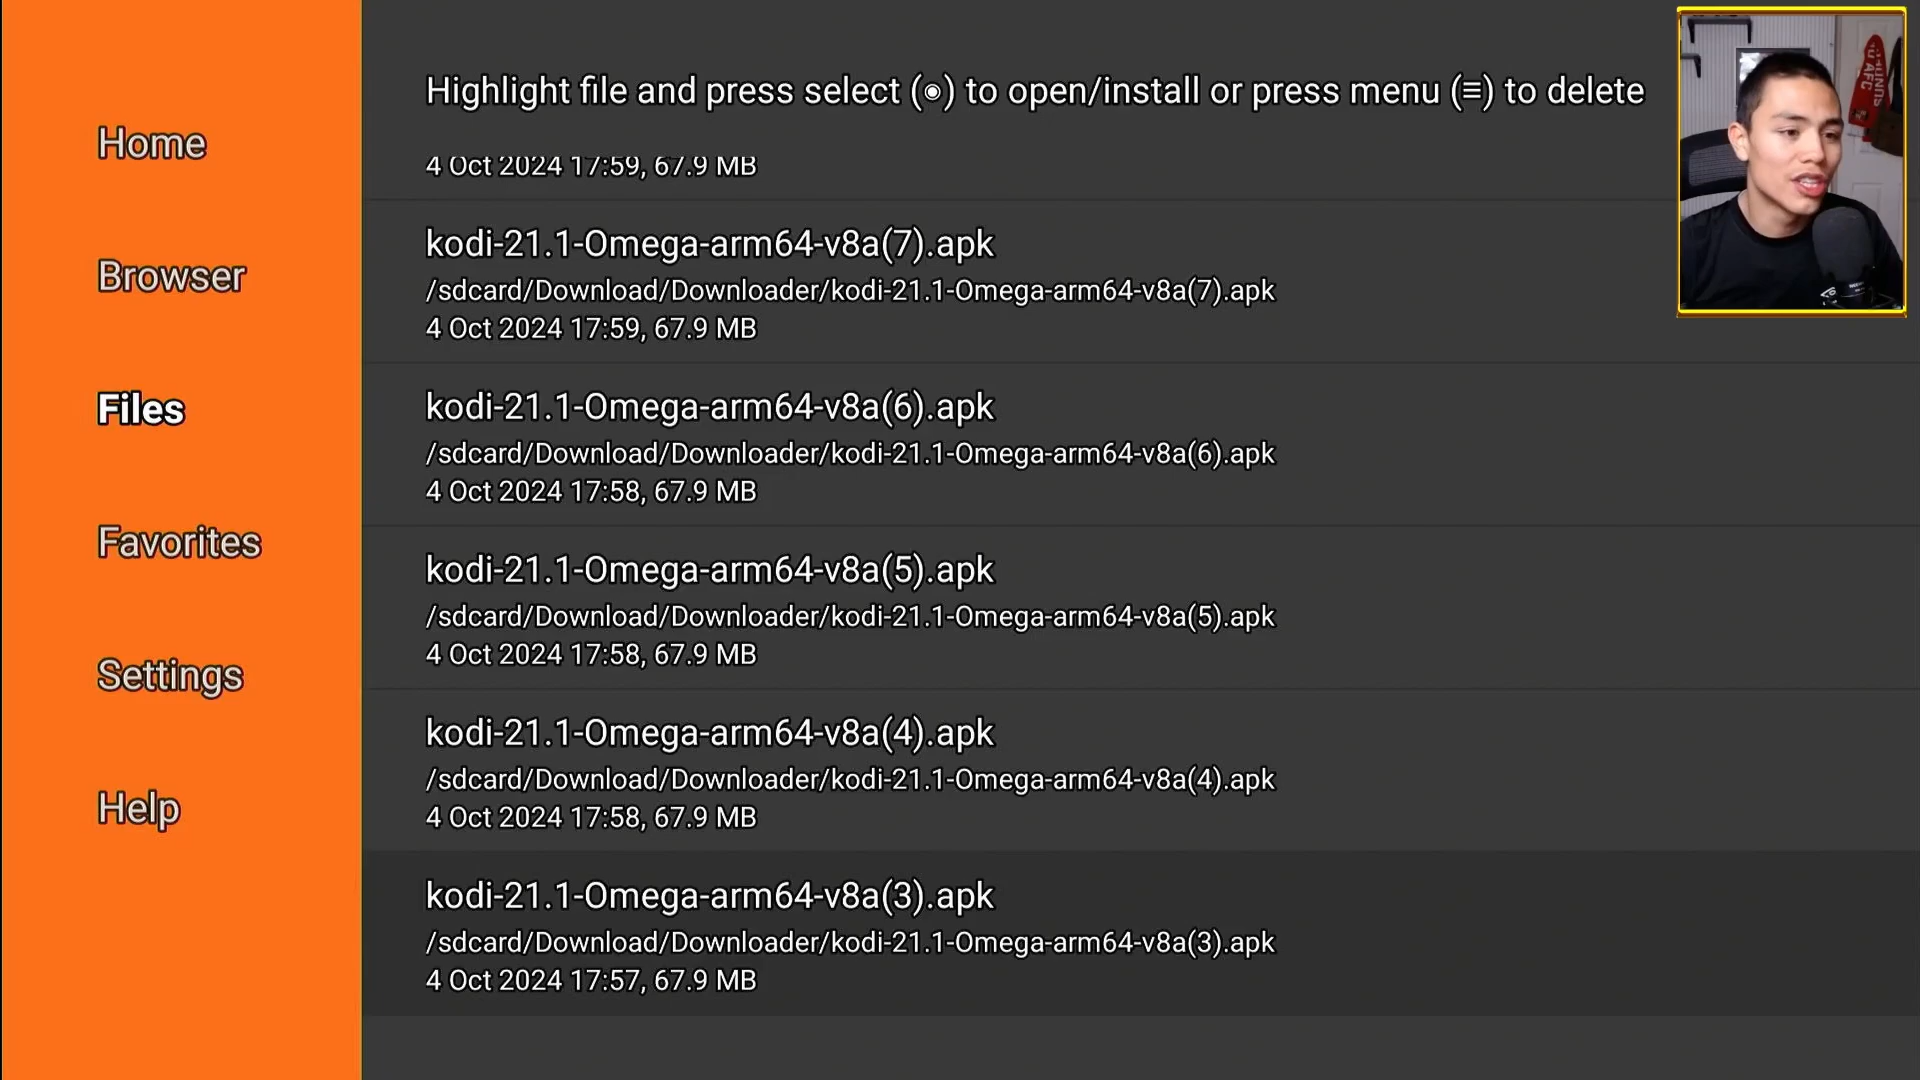 Highlight file and press select (◉) to open/install or press menu (≡) to delete
Home
Browser
Files
Favorites
Settings
Help
4 Oct 2024 17:59, 67.9 MB
kodi-21.1-Omega-arm64-v8a(7).apk
/sdcard/Download/Downloader/kodi-21.1-Omega-arm64-v8a(7).apk
4 Oct 2024 17:59, 67.9 MB
kodi-21.1-Omega-arm64-v8a(6).apk
/sdcard/Download/Downloader/kodi-21.1-Omega-arm64-v8a(6).apk
4 Oct 2024 17:58, 67.9 MB
kodi-21.1-Omega-arm64-v8a(5).apk
/sdcard/Download/Downloader/kodi-21.1-Omega-arm64-v8a(5).apk
4 Oct 2024 17:58, 67.9 MB
kodi-21.1-Omega-arm64-v8a(4).apk
/sdcard/Download/Downloader/kodi-21.1-Omega-arm64-v8a(4).apk
4 Oct 2024 17:58, 67.9 MB
kodi-21.1-Omega-arm64-v8a(3).apk
/sdcard/Download/Downloader/kodi-21.1-Omega-arm64-v8a(3).apk
4 Oct 2024 17:57, 67.9 MB